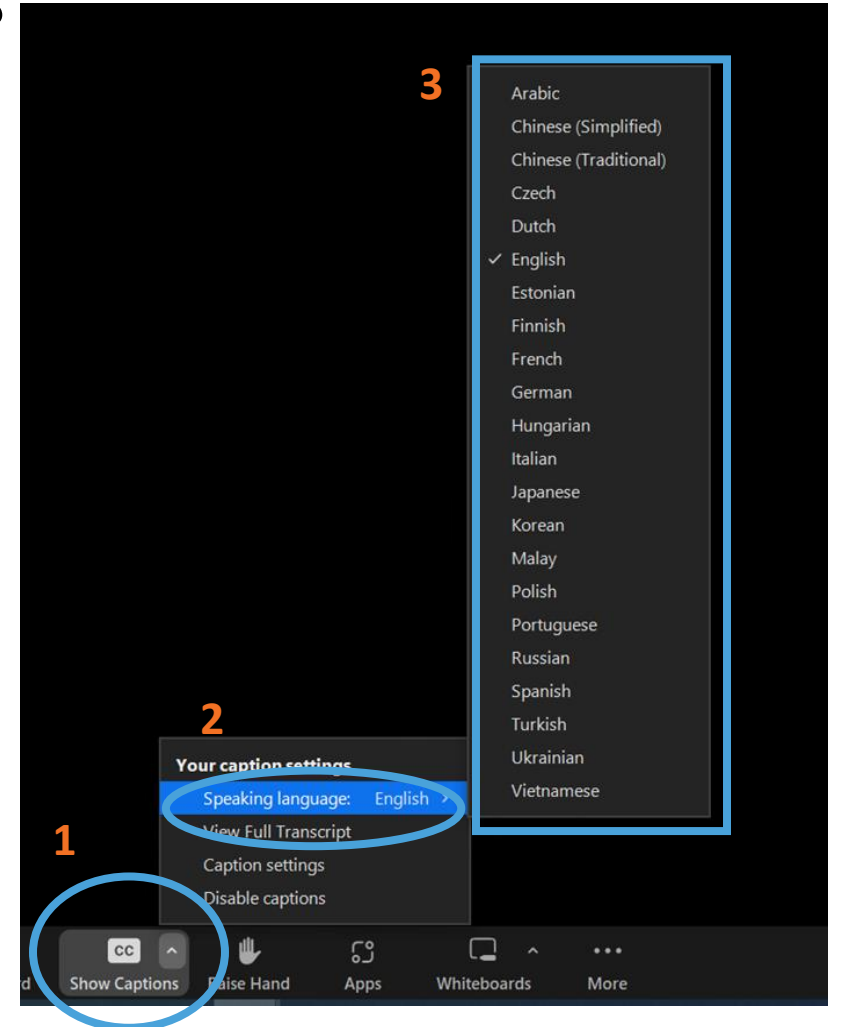 3
Arabic
Chinese (Simplified)
Chinese (Traditional)
Czech
Dutch
English
Estonian
Finnish
French
German
Hungarian
Italian
Japanese
Korean
Malay
Polish
Portuguese
Russian
Spanish
Turkish
Ukrainian
Vietnamese
2
Your caption settings
Speaking language: English
View Full Transcript
Caption settings
Disable captions
1
CC
Show Captions Raise Hand Apps Whiteboards More